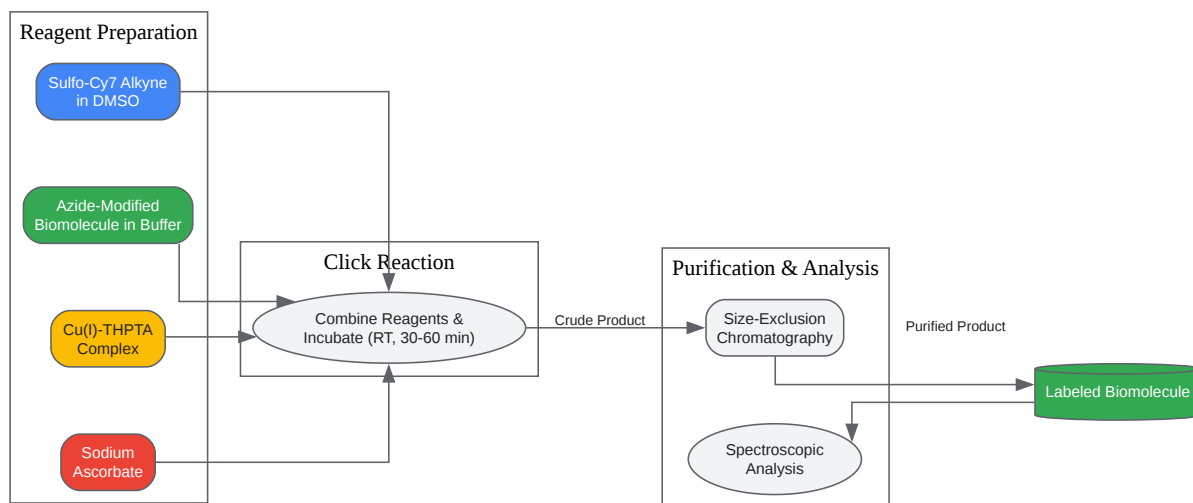 Reagent Preparation
Sulfo-Cy7 Alkyne
in DMSO
Azide-Modified
Biomolecule in Buffer
Cu(I)-THPTA
Complex
Sodium
Ascorbate
Click Reaction
Combine Reagents &
Incubate (RT, 30-60 min)
Crude Product
Purification & Analysis
Size-Exclusion
Chromatography
Spectroscopic
Analysis
Purified Product
Labeled Biomolecule